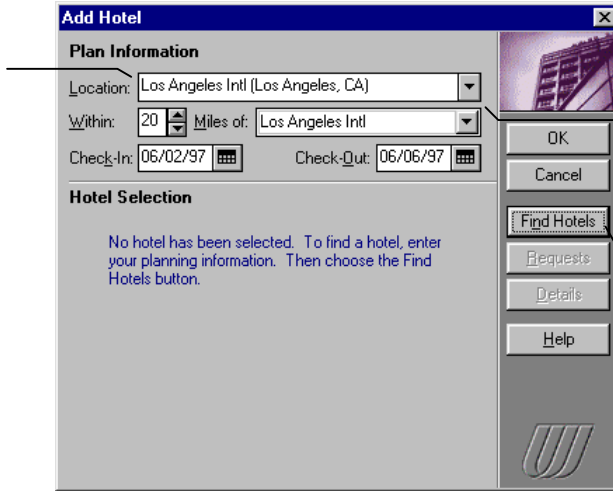 Add Hotel
Plan Information
Location: Los Angeles Intl (Los Angeles, CA)
Within: 20 Miles of: Los Angeles Intl
Check-In: 06/02/97 Check-Out: 06/06/97
Hotel Selection
No hotel has been selected. To find a hotel, enter
your planning information. Then choose the Find
Hotels button.
OK
Cancel
Find Hotels
Requests
Details
Help